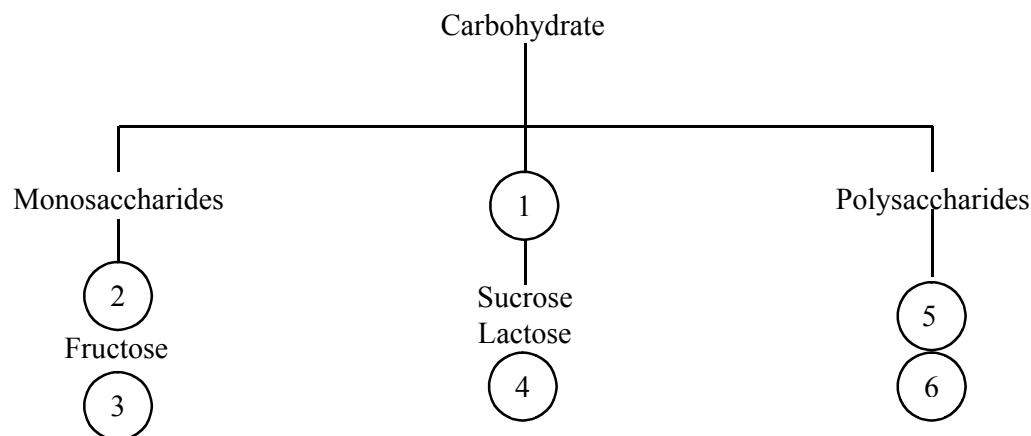 Carbohydrate
Monosaccharides
1
Polysaccharides
2
Fructose
3
Sucrose
Lactose
4
5
6